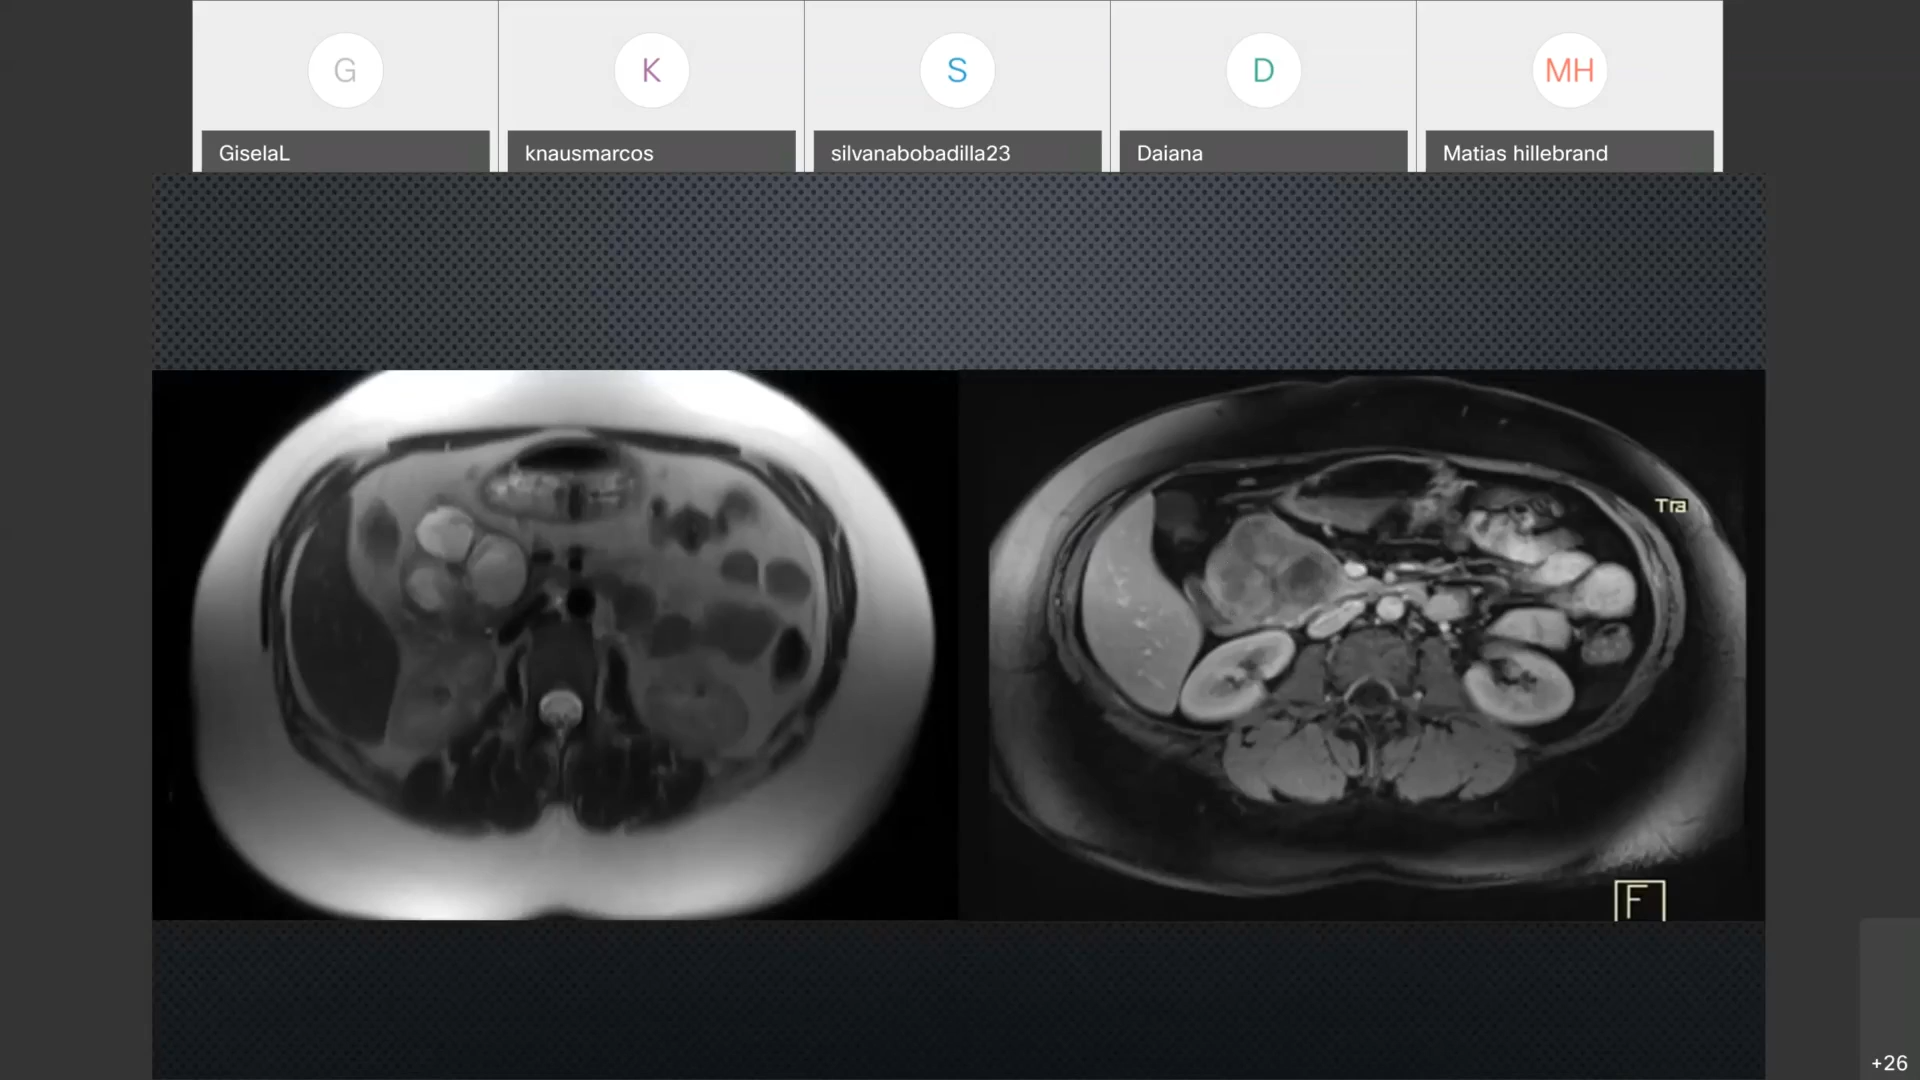 G
K
S
D
MH
GiselaL
knausmarcos
silvanabobadilla23
Daiana
Matias hillebrand
Tra
F
+26